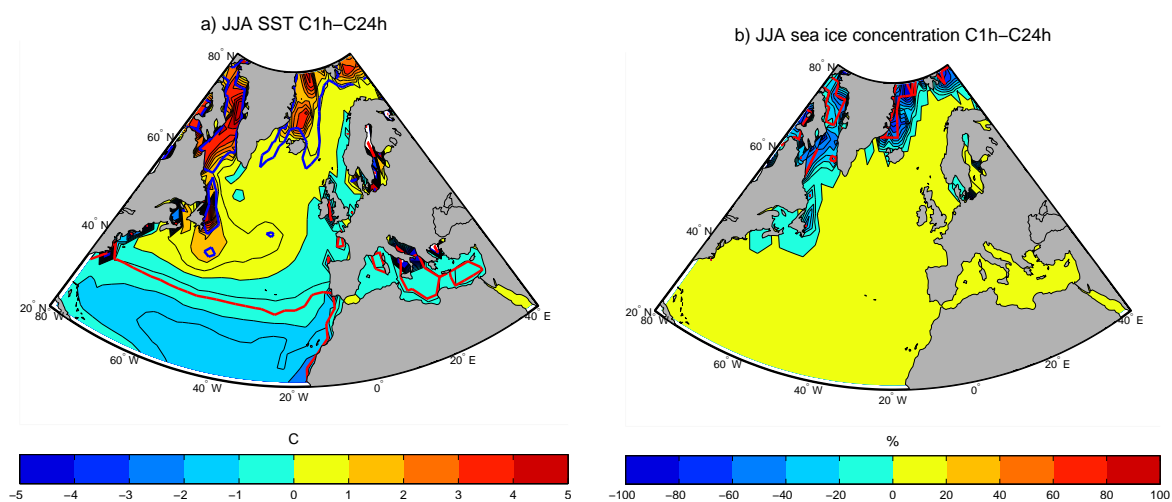 a) JJA SST C1h−C24h
80° N
60° N
40° N
20° N
80° W
60° W
40° W
20° W
0°
20° E
40° E
C
−5 −4 −3 −2 −1 0 1 2 3 4 5
b) JJA sea ice concentration C1h−C24h
80° N
60° N
40° N
20° N
80° W
60° W
40° W
20° W
0°
20° E
40° E
%
−100 −80 −60 −40 −20 0 20 40 60 80 100